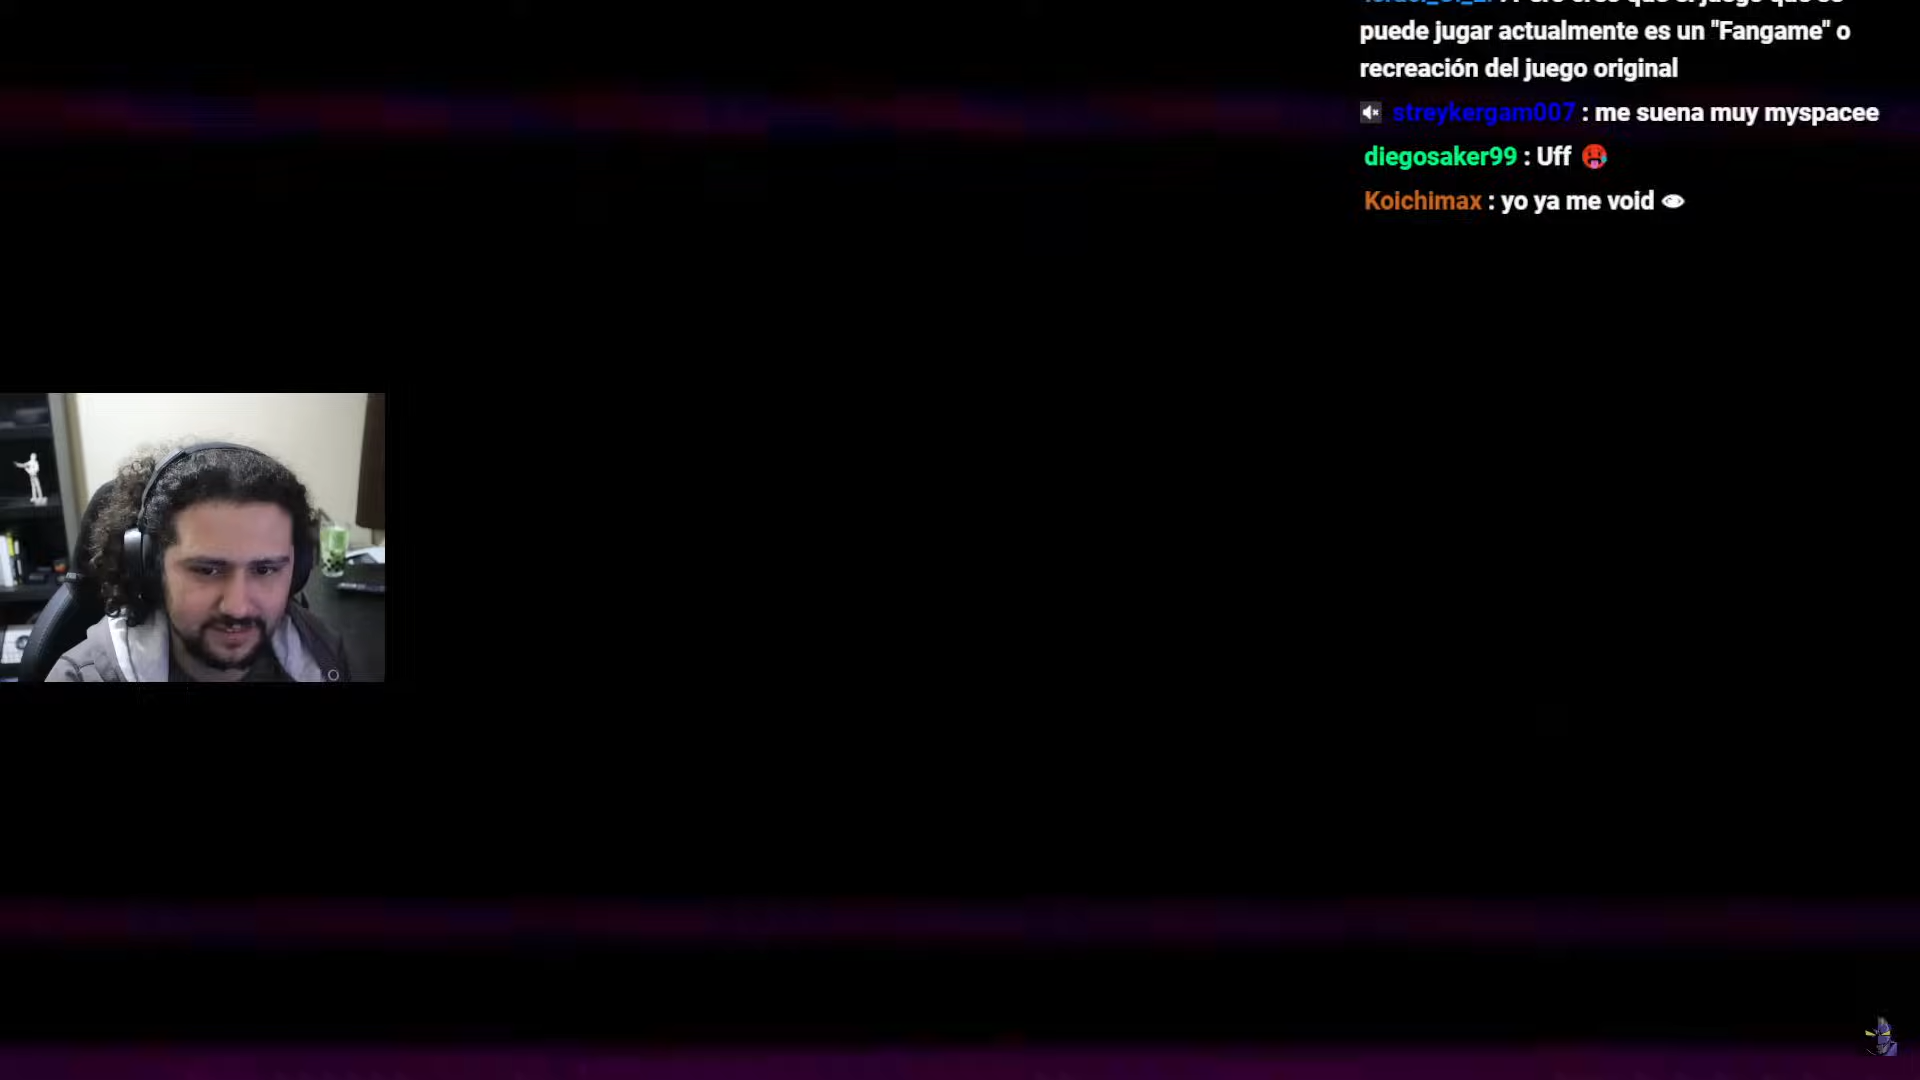 puede jugar actualmente es un "Fangame" o
recreación del juego original
streykergam007 : me suena muy myspacee
diegosaker99 : Uff 🥵
Koichimax : yo ya me void 👁